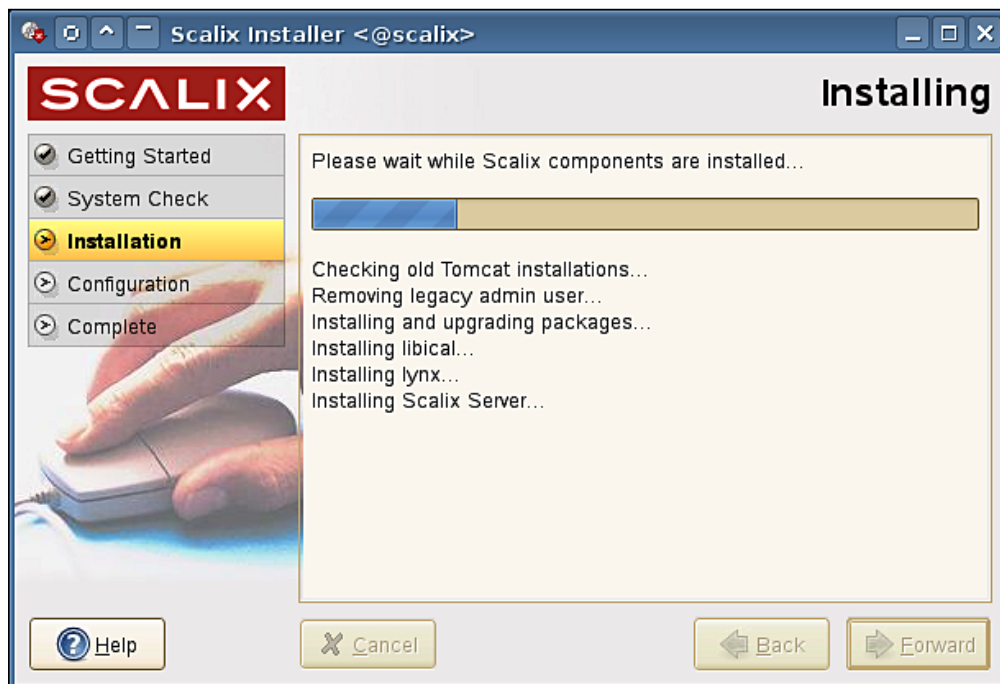 Scalix Installer <@scalix>
SCALIX
Installing
Getting Started
System Check
Installation
Configuration
Complete
Please wait while Scalix components are installed...
Checking old Tomcat installations...
Removing legacy admin user...
Installing and upgrading packages...
Installing libical...
Installing lynx...
Installing Scalix Server...
Help
Cancel
Back
Forward